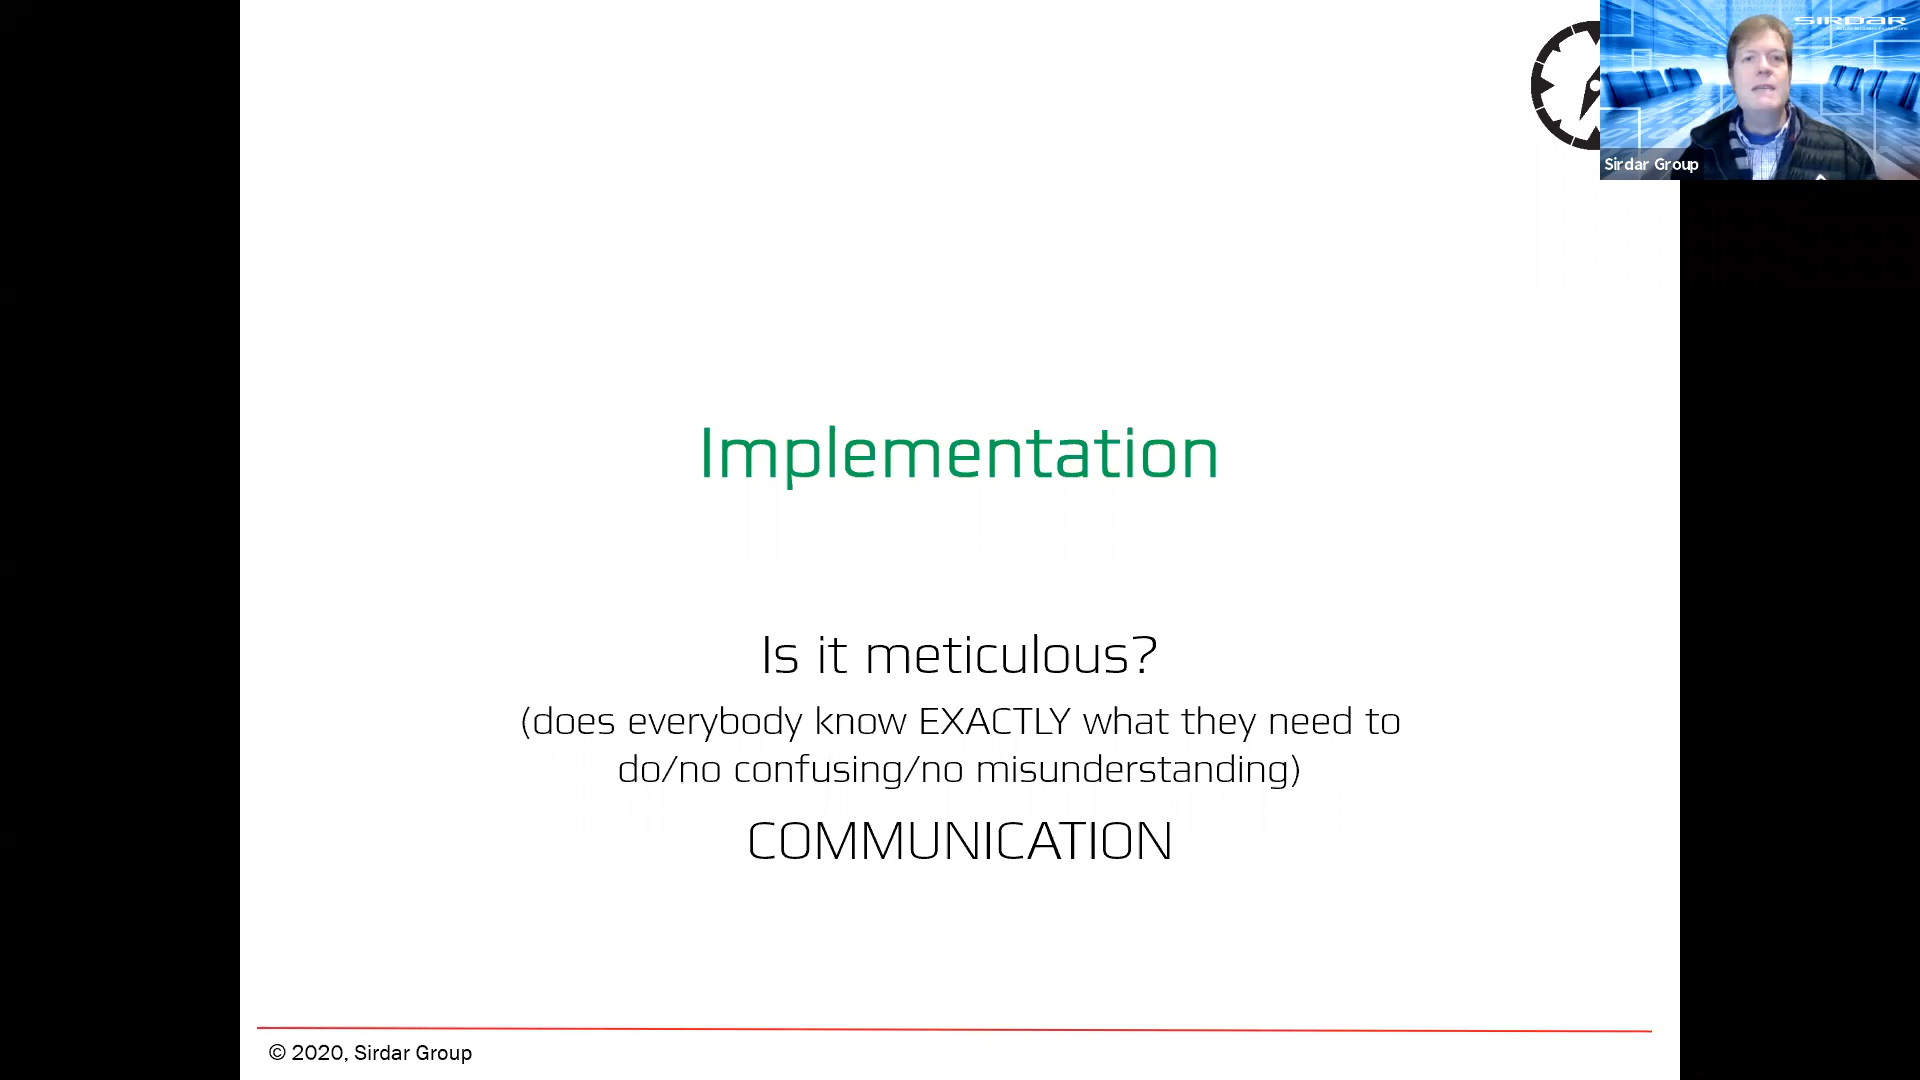 SIRDAR
Sirdar Group
Implementation
Is it meticulous?
(does everybody know EXACTLY what they need to
do/no confusing/no misunderstanding)
COMMUNICATION
© 2020, Sirdar Group